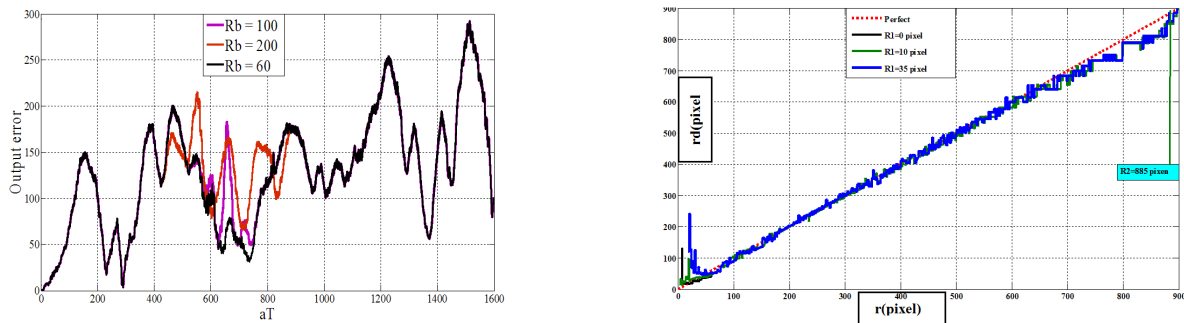 300
250
200
150
100
50
0
Output error
Rb = 100
Rb = 200
Rb = 60
0 200 400 600 800 1000 1200 1400 1600
aT
900
800
700
600
500
400
300
200
100
0
rd(pixel
Perfect
R1=0 pixel
R1=10 pixel
R1=35 pixel
R2=885 pixen
0 100 200 300 400 500 600 700 800 900
r(pixel)